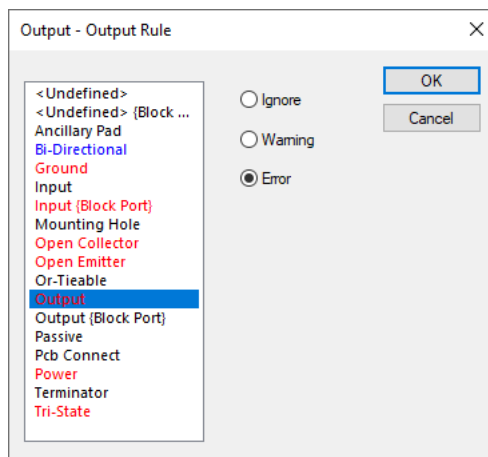 Output - Output Rule
<Undefined>
<Undefined> {Block ...
Ancillary Pad
Bi-Directional
Ground
Input
Input {Block Port}
Mounting Hole
Open Collector
Open Emitter
Or-Tieable
Output
Output {Block Port}
Passive
Pcb Connect
Power
Terminator
Tri-State
Ignore
Warning
Error
OK
Cancel